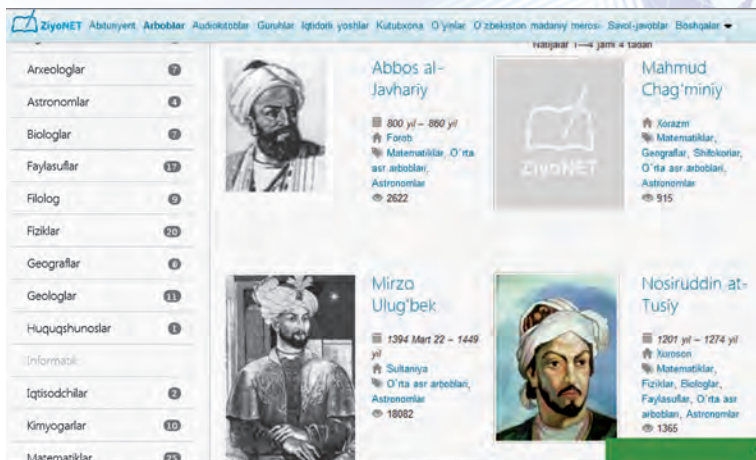 ZiyoNET Abituriyent Arboblar Audiokitoblar Guruhlar Iqtidorli yoshlar Kutubxona O'yinlar O'zbekiston madaniy merosi Savol-javoblar Boshqalar
Natijalar 1—4 jami 4 tadan
Arxeologlar 7
Astronomlar 4
Biologlar 7
Faylasuflar 17
Filolog 9
Fiziklar 20
Geograflar 6
Geologlar 11
Huquqshunoslar 1
Informatik
Iqtisodchilar 2
Kimyogarlar 10
Matematiklar 25
Abbos al-
Javhariy
800 yil – 860 yil
Forob
Matematiklar, O'rta
asr arboblari,
Astronomlar
2622
Mahmud
Chag'miniy
Xorazm
Matematiklar,
Geograflar, Shifokorlar,
O'rta asr arboblari,
Astronomlar
915
ZiyoNET
Mirzo
Ulug'bek
1394 Mart 22 – 1449
yil
Sultaniya
O'rta asr arboblari,
Astronomlar
18082
Nosiruddin at-
Tusiy
1201 yil – 1274 yil
Xuroson
Matematiklar,
Fiziklar, Biologlar,
Faylasuflar, O'rta asr
arboblari, Astronomlar
1365